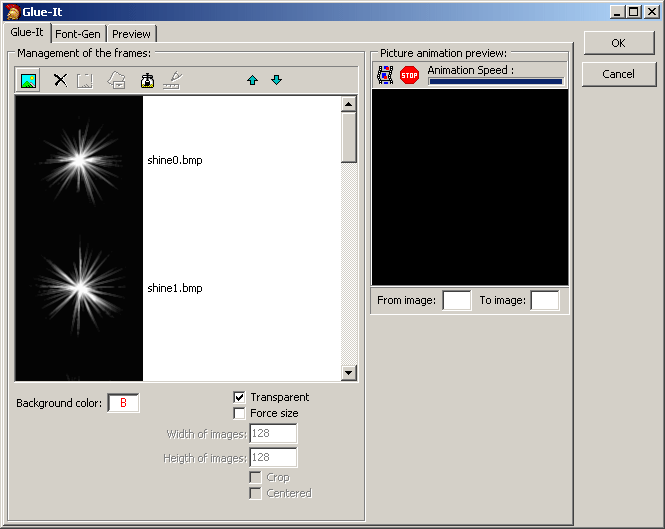 Glue-It
Glue-It Font-Gen Preview
Management of the frames:
shine0.bmp
shine1.bmp
Background color: B
Transparent
Force size
Width of images: 128
Heigth of images: 128
Crop
Centered
Picture animation preview:
STOP Animation Speed :
From image: To image:
OK
Cancel